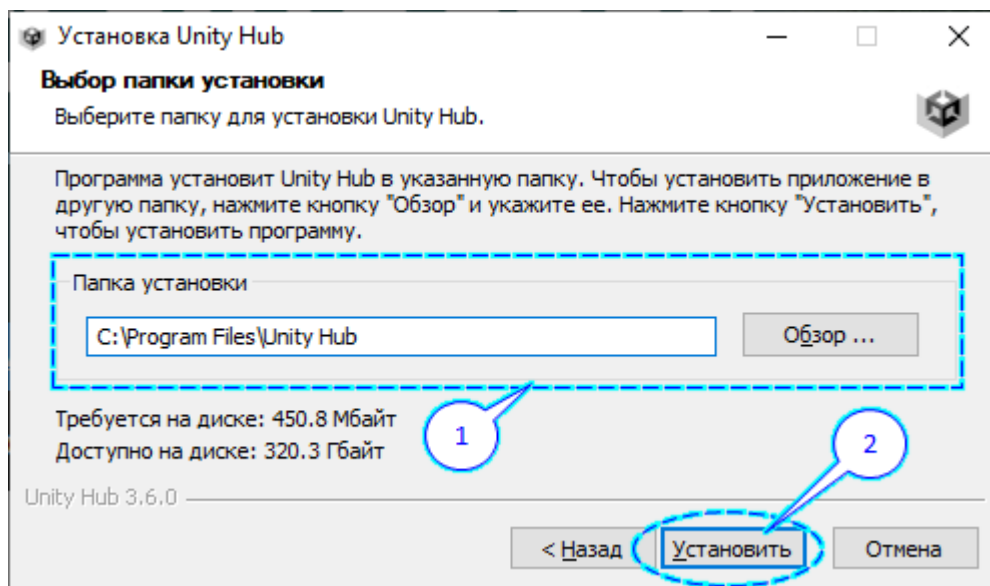 Установка Unity Hub
Выбор папки установки
Выберите папку для установки Unity Hub.
Программа установит Unity Hub в указанную папку. Чтобы установить приложение в
другую папку, нажмите кнопку "Обзор" и укажите ее. Нажмите кнопку "Установить",
чтобы установить программу.
Папка установки
C:\Program Files\Unity Hub
Обзор ...
Требуется на диске: 450.8 Мбайт
Доступно на диске: 320.3 Гбайт
1
2
Unity Hub 3.6.0
< Назад
Установить
Отмена